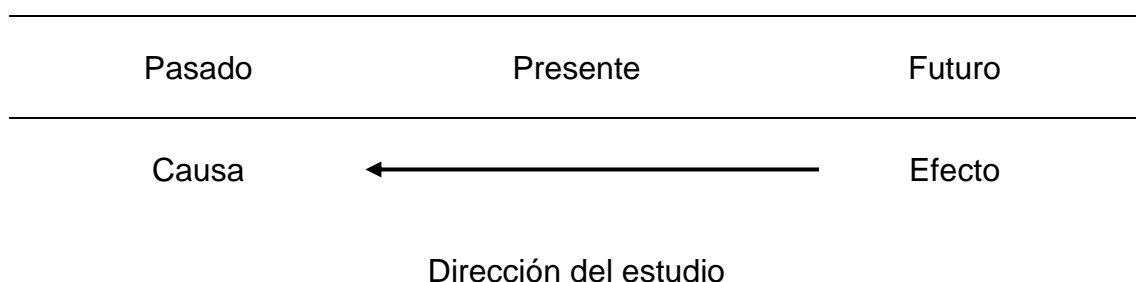 Pasado Presente Futuro
Causa Efecto
Dirección del estudio